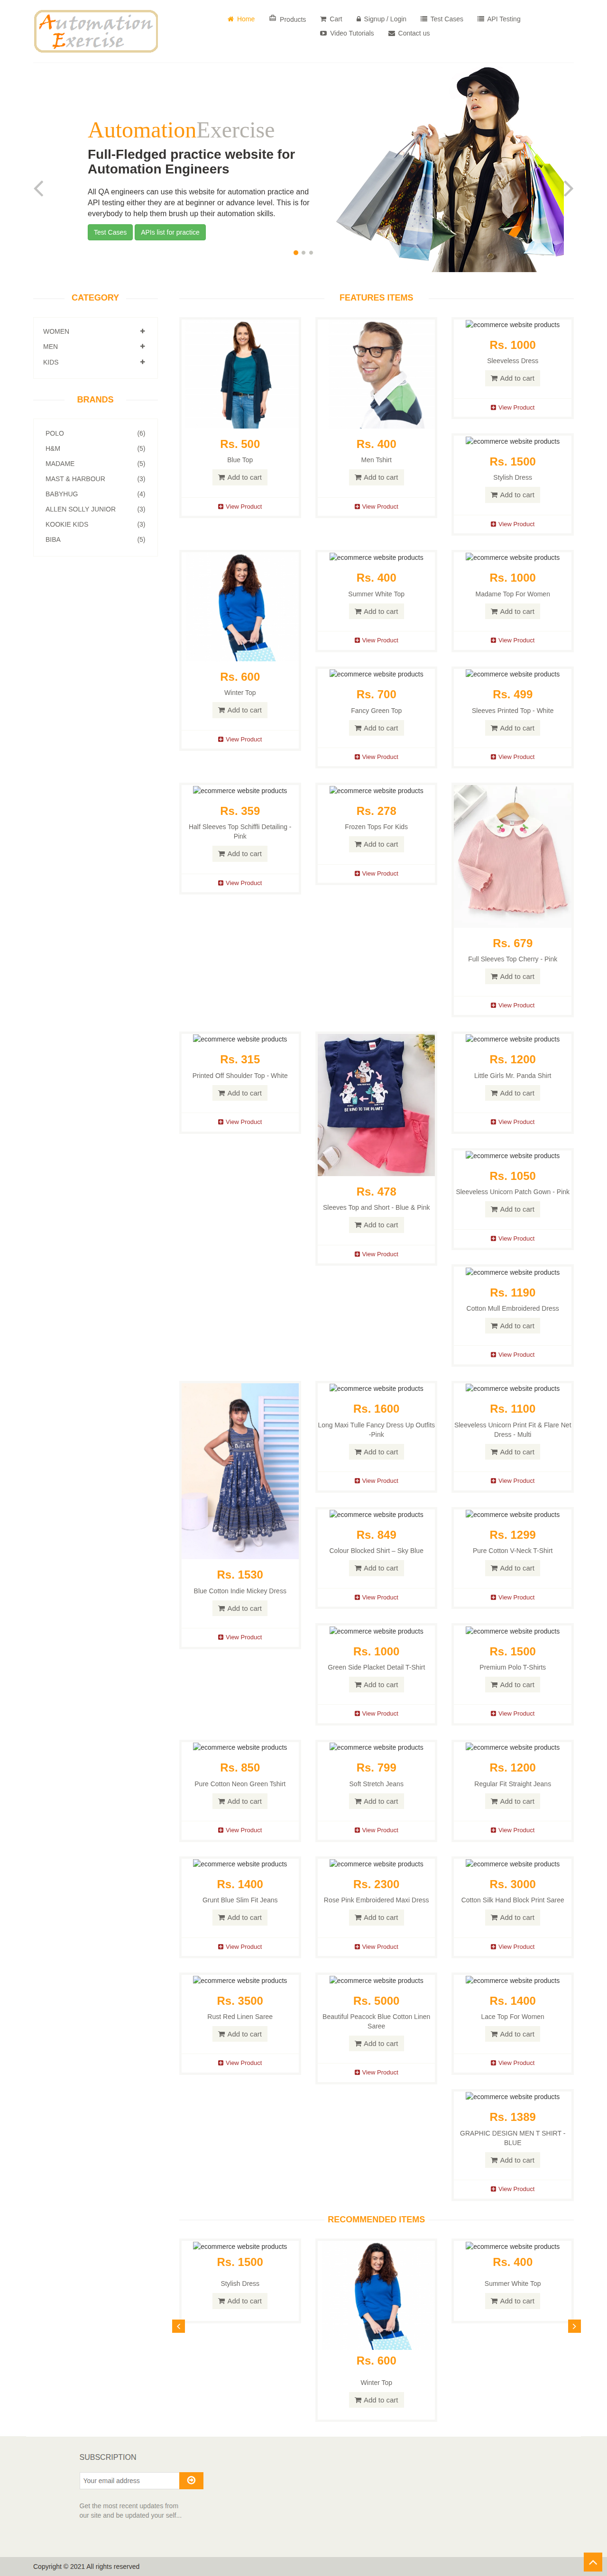 Automation
Exercise
Home
Products
Cart
Signup / Login
Test Cases
API Testing
Video Tutorials
Contact us
AutomationExercise
Full-Fledged practice website for
Automation Engineers
All QA engineers can use this website for automation practice and
API testing either they are at beginner or advance level. This is for
everybody to help them brush up their automation skills.
Test Cases
APIs list for practice
CATEGORY
WOMEN
MEN
KIDS
BRANDS
POLO (6)
H&M (5)
MADAME (5)
MAST & HARBOUR (3)
BABYHUG (4)
ALLEN SOLLY JUNIOR (3)
KOOKIE KIDS (3)
BIBA (5)
FEATURES ITEMS
Rs. 500
Blue Top
Add to cart
View Product
Rs. 400
Men Tshirt
Add to cart
View Product
ecommerce website products
Rs. 1000
Sleeveless Dress
Add to cart
View Product
ecommerce website products
Rs. 1500
Stylish Dress
Add to cart
View Product
Rs. 600
Winter Top
Add to cart
View Product
ecommerce website products
Rs. 400
Summer White Top
Add to cart
View Product
ecommerce website products
Rs. 1000
Madame Top For Women
Add to cart
View Product
ecommerce website products
Rs. 700
Fancy Green Top
Add to cart
View Product
ecommerce website products
Rs. 499
Sleeves Printed Top - White
Add to cart
View Product
ecommerce website products
Rs. 359
Half Sleeves Top Schiffli Detailing -
Pink
Add to cart
View Product
ecommerce website products
Rs. 278
Frozen Tops For Kids
Add to cart
View Product
Rs. 679
Full Sleeves Top Cherry - Pink
Add to cart
View Product
ecommerce website products
Rs. 315
Printed Off Shoulder Top - White
Add to cart
View Product
BE KIND TO THE PLANET
Rs. 478
Sleeves Top and Short - Blue & Pink
Add to cart
View Product
ecommerce website products
Rs. 1200
Little Girls Mr. Panda Shirt
Add to cart
View Product
ecommerce website products
Rs. 1050
Sleeveless Unicorn Patch Gown - Pink
Add to cart
View Product
ecommerce website products
Rs. 1190
Cotton Mull Embroidered Dress
Add to cart
View Product
Rs. 1530
Blue Cotton Indie Mickey Dress
Add to cart
View Product
ecommerce website products
Rs. 1600
Long Maxi Tulle Fancy Dress Up Outfits
-Pink
Add to cart
View Product
ecommerce website products
Rs. 1100
Sleeveless Unicorn Print Fit & Flare Net
Dress - Multi
Add to cart
View Product
ecommerce website products
Rs. 849
Colour Blocked Shirt – Sky Blue
Add to cart
View Product
ecommerce website products
Rs. 1299
Pure Cotton V-Neck T-Shirt
Add to cart
View Product
ecommerce website products
Rs. 1000
Green Side Placket Detail T-Shirt
Add to cart
View Product
ecommerce website products
Rs. 1500
Premium Polo T-Shirts
Add to cart
View Product
ecommerce website products
Rs. 850
Pure Cotton Neon Green Tshirt
Add to cart
View Product
ecommerce website products
Rs. 799
Soft Stretch Jeans
Add to cart
View Product
ecommerce website products
Rs. 1200
Regular Fit Straight Jeans
Add to cart
View Product
ecommerce website products
Rs. 1400
Grunt Blue Slim Fit Jeans
Add to cart
View Product
ecommerce website products
Rs. 2300
Rose Pink Embroidered Maxi Dress
Add to cart
View Product
ecommerce website products
Rs. 3000
Cotton Silk Hand Block Print Saree
Add to cart
View Product
ecommerce website products
Rs. 3500
Rust Red Linen Saree
Add to cart
View Product
ecommerce website products
Rs. 5000
Beautiful Peacock Blue Cotton Linen
Saree
Add to cart
View Product
ecommerce website products
Rs. 1400
Lace Top For Women
Add to cart
View Product
ecommerce website products
Rs. 1389
GRAPHIC DESIGN MEN T SHIRT -
BLUE
Add to cart
View Product
RECOMMENDED ITEMS
ecommerce website products
Rs. 1500
Stylish Dress
Add to cart
Rs. 600
Winter Top
Add to cart
ecommerce website products
Rs. 400
Summer White Top
Add to cart
SUBSCRIPTION
Your email address
Get the most recent updates from
our site and be updated your self...
Copyright © 2021 All rights reserved